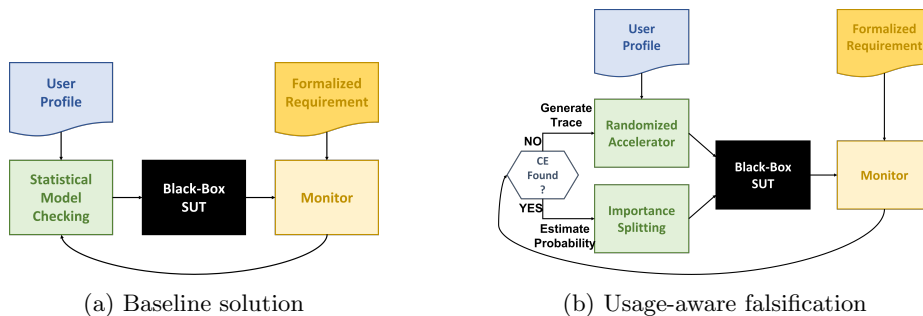 User
Profile
Formalized
Requirement
Statistical
Model
Checking
Black-Box
SUT
Monitor
(a) Baseline solution
User
Profile
Formalized
Requirement
Generate
Trace
NO
Randomized
Accelerator
CE
Found
?
Black-Box
SUT
Monitor
YES
Estimate
Probability
Importance
Splitting
(b) Usage-aware falsification